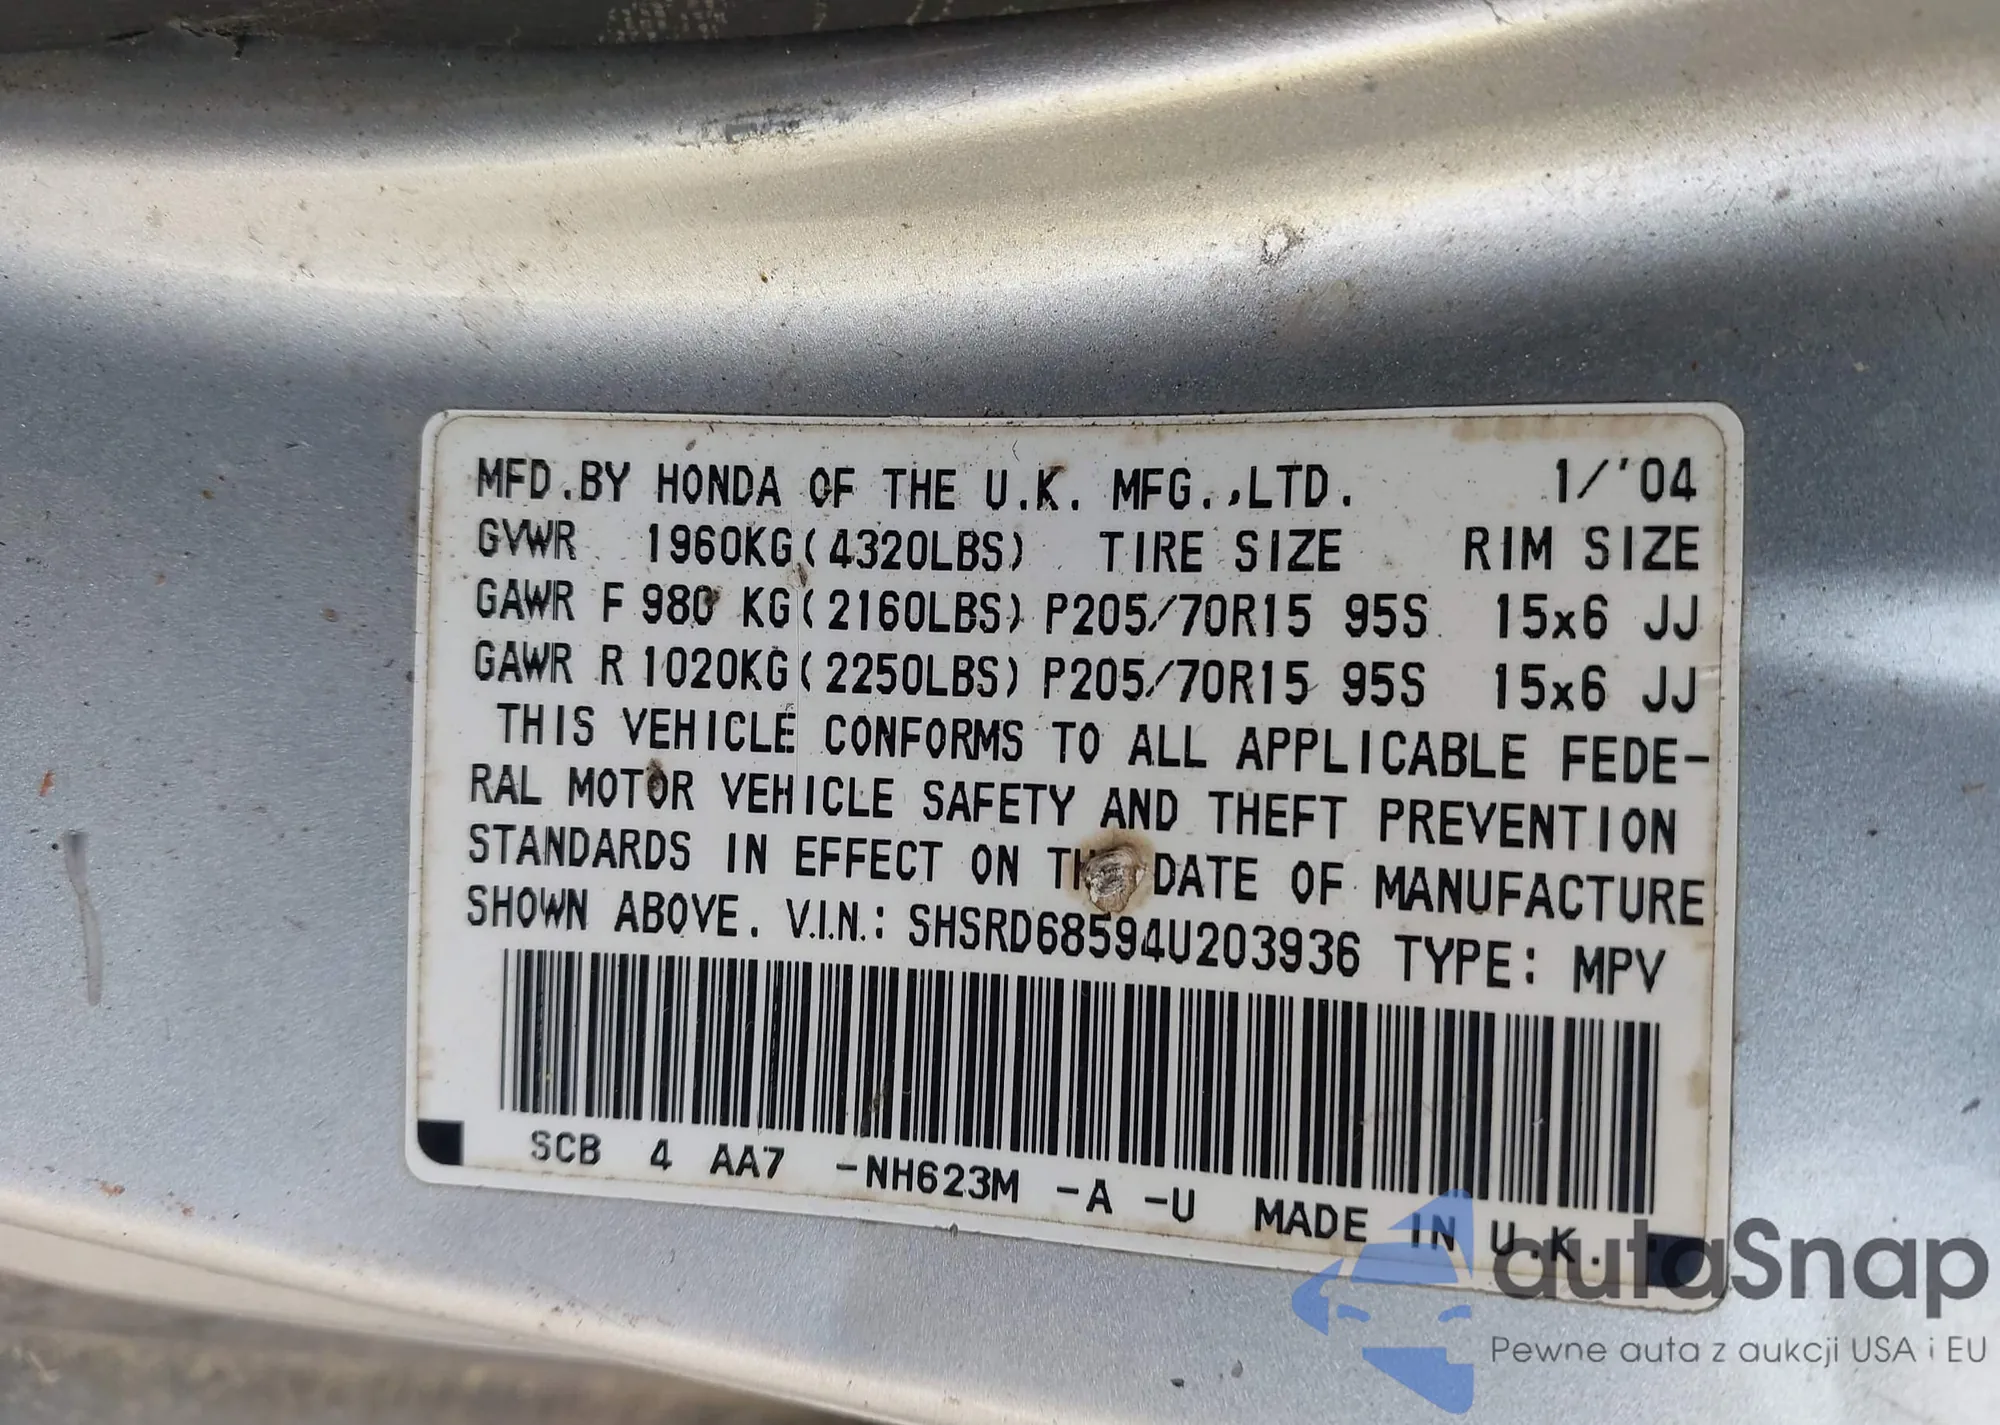 MFD.BY HONDA OF THE U.K. MFG.,LTD. 1/'04
GVWR 1960KG(4320LBS) TIRE SIZE RIM SIZE
GAWR F 980 KG(2160LBS) P205/70R15 95S 15x6 JJ
GAWR R 1020KG(2250LBS) P205/70R15 95S 15x6 JJ
THIS VEHICLE CONFORMS TO ALL APPLICABLE FEDE-
RAL MOTOR VEHICLE SAFETY AND THEFT PREVENTION
STANDARDS IN EFFECT ON TH DATE OF MANUFACTURE
SHOWN ABOVE. V.I.N.: SHSRD68594U203936 TYPE: MPV
SCB 4 AA7 -NH623M -A -U MADE IN U.K.
autaSnap
Pewne auta z aukcji USA i EU